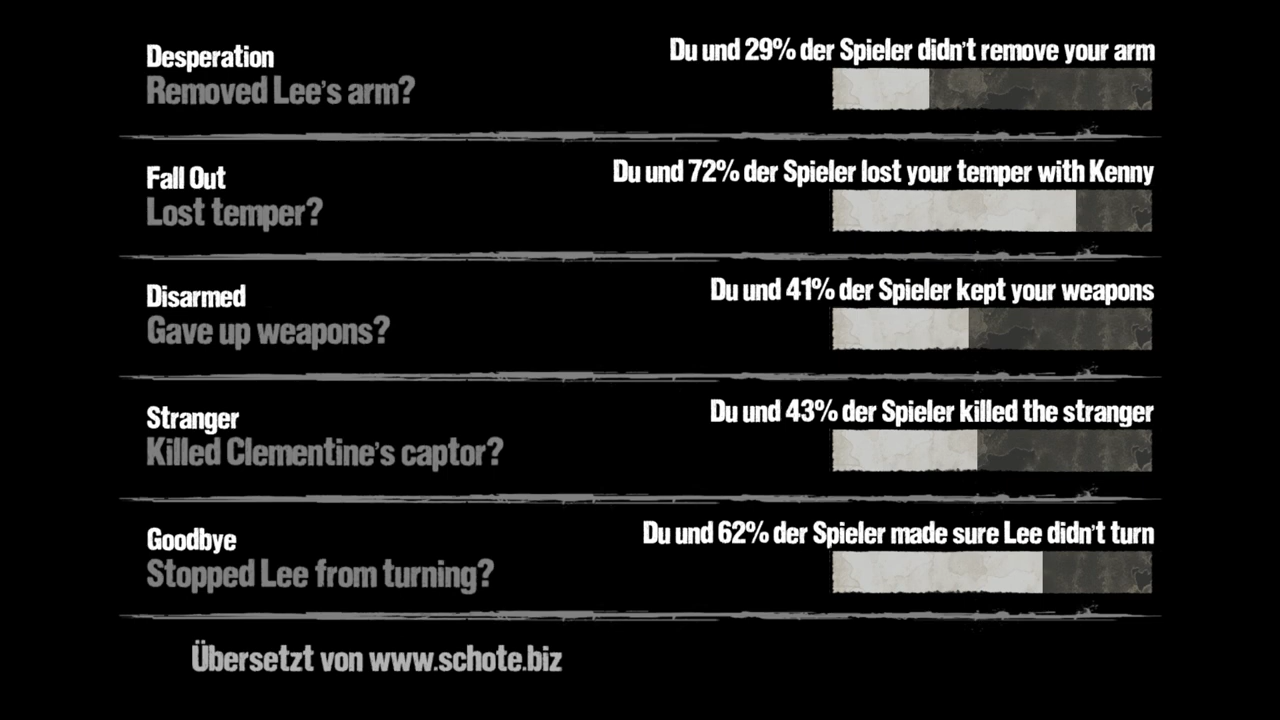 Desperation
Du und 29% der Spieler didn't remove your arm
Removed Lee's arm?
Fall Out
Du und 72% der Spieler lost your temper with Kenny
Lost temper?
Disarmed
Du und 41% der Spieler kept your weapons
Gave up weapons?
Stranger
Du und 43% der Spieler killed the stranger
Killed Clementine's captor?
Goodbye
Du und 62% der Spieler made sure Lee didn't turn
Stopped Lee from turning?
Übersetzt von www.schote.biz